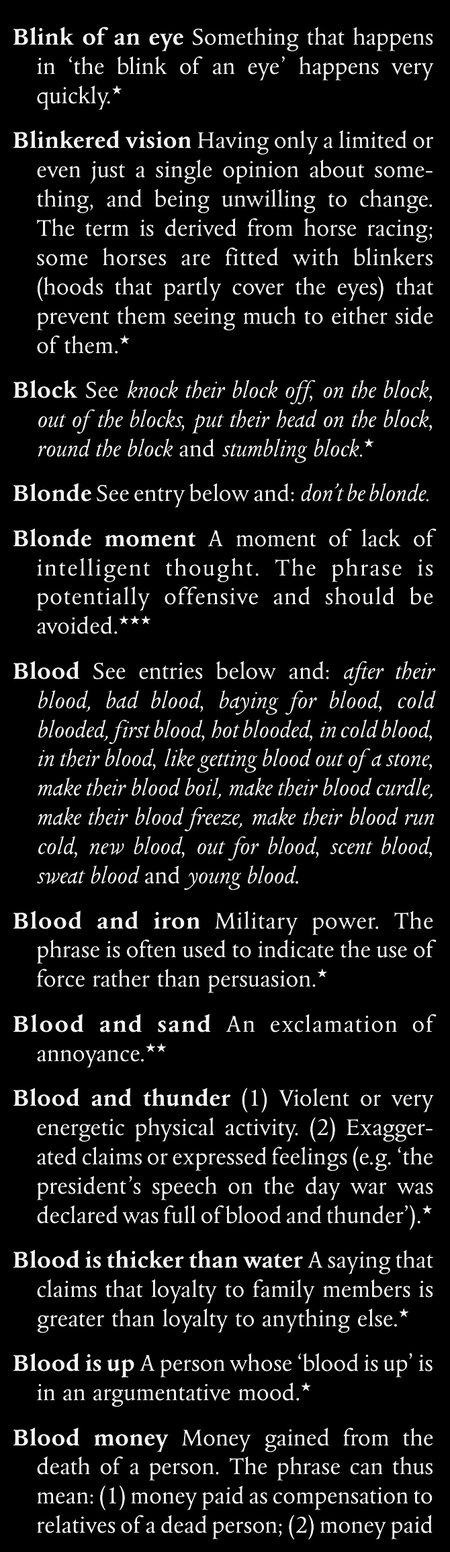 Blink of an eye Something that happens
in ‘the blink of an eye’ happens very
quickly.★
Blinkered vision Having only a limited or
even just a single opinion about some-
thing, and being unwilling to change.
The term is derived from horse racing;
some horses are fitted with blinkers
(hoods that partly cover the eyes) that
prevent them seeing much to either side
of them.★
Block See knock their block off, on the block,
out of the blocks, put their head on the block,
round the block and stumbling block.★
Blonde See entry below and: don’t be blonde.
Blonde moment A moment of lack of
intelligent thought. The phrase is
potentially offensive and should be
avoided.★★★
Blood See entries below and: after their
blood, bad blood, baying for blood, cold
blooded, first blood, hot blooded, in cold blood,
in their blood, like getting blood out of a stone,
make their blood boil, make their blood curdle,
make their blood freeze, make their blood run
cold, new blood, out for blood, scent blood,
sweat blood and young blood.
Blood and iron Military power. The
phrase is often used to indicate the use of
force rather than persuasion.★
Blood and sand An exclamation of
annoyance.★★
Blood and thunder (1) Violent or very
energetic physical activity. (2) Exagger-
ated claims or expressed feelings (e.g. ‘the
president’s speech on the day war was
declared was full of blood and thunder’).★
Blood is thicker than water A saying that
claims that loyalty to family members is
greater than loyalty to anything else.★
Blood is up A person whose ‘blood is up’ is
in an argumentative mood.★
Blood money Money gained from the
death of a person. The phrase can thus
mean: (1) money paid as compensation to
relatives of a dead person; (2) money paid